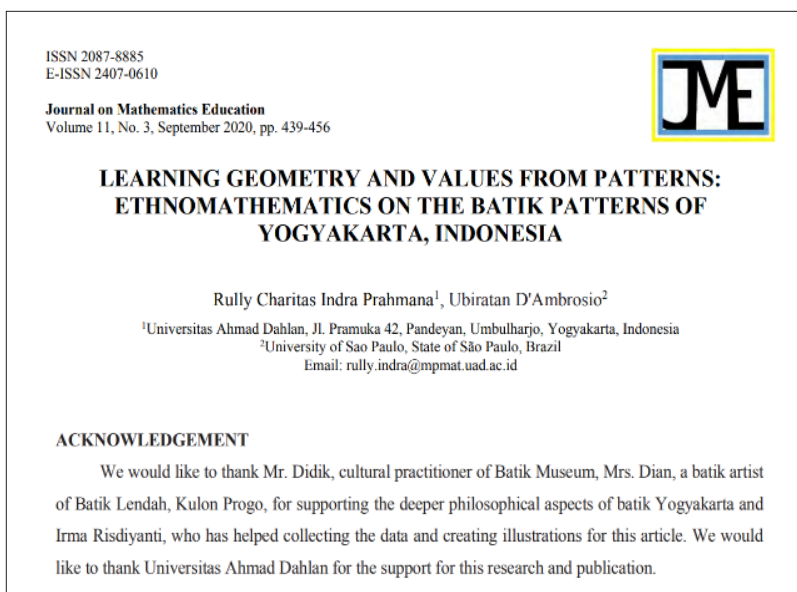 ISSN 2087-8885
E-ISSN 2407-0610
Journal on Mathematics Education
Volume 11, No. 3, September 2020, pp. 439-456
JME
LEARNING GEOMETRY AND VALUES FROM PATTERNS:
ETHNOMATHEMATICS ON THE BATIK PATTERNS OF
YOGYAKARTA, INDONESIA
Rully Charitas Indra Prahmana1, Ubiratan D'Ambrosio2
1Universitas Ahmad Dahlan, Jl. Pramuka 42, Pandeyan, Umbulharjo, Yogyakarta, Indonesia
2University of Sao Paulo, State of São Paulo, Brazil
Email: rully.indra@mpmat.uad.ac.id
ACKNOWLEDGEMENT
We would like to thank Mr. Didik, cultural practitioner of Batik Museum, Mrs. Dian, a batik artist
of Batik Lendah, Kulon Progo, for supporting the deeper philosophical aspects of batik Yogyakarta and
Irma Risdiyanti, who has helped collecting the data and creating illustrations for this article. We would
like to thank Universitas Ahmad Dahlan for the support for this research and publication.